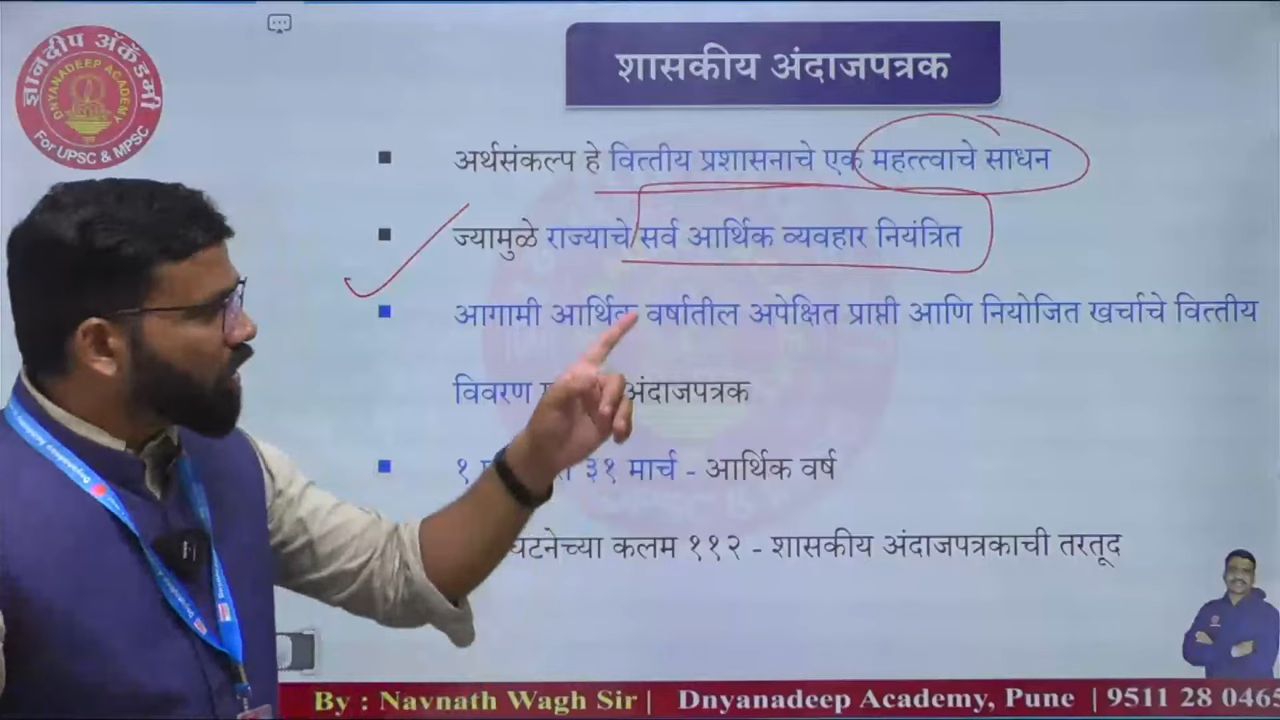 ज्ञानदीप अॅकॅडमी
DNYANADEEP ACADEMY
For UPSC & MPSC
शासकीय अंदाजपत्रक
अर्थसंकल्प हे वित्तीय प्रशासनाचे एक महत्त्वाचे साधन
ज्यामुळे राज्याचे सर्व आर्थिक व्यवहार नियंत्रित
आगामी आर्थिक वर्षातील अपेक्षित प्राप्ती आणि नियोजित खर्चाचे वित्तीय
विवरण अंदाजपत्रक
१ ३१ मार्च - आर्थिक वर्ष
कलम ११२ - शासकीय अंदाजपत्रकाची तरतूद
By : Navnath Wagh Sir | Dnyanadeep Academy, Pune | 9511 28 0465